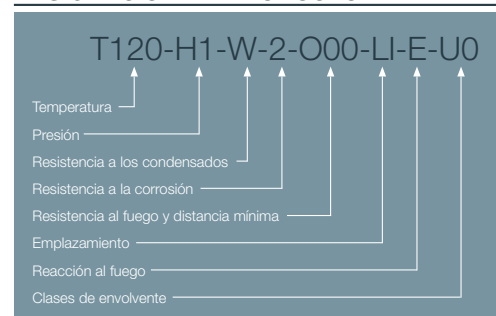 T120-H1-W-2-O00-LI-E-U0
Temperatura
Presión
Resistencia a los condensados
Resistencia a la corrosión
Resistencia al fuego y distancia mínima
Emplazamiento
Reacción al fuego
Clases de envolvente